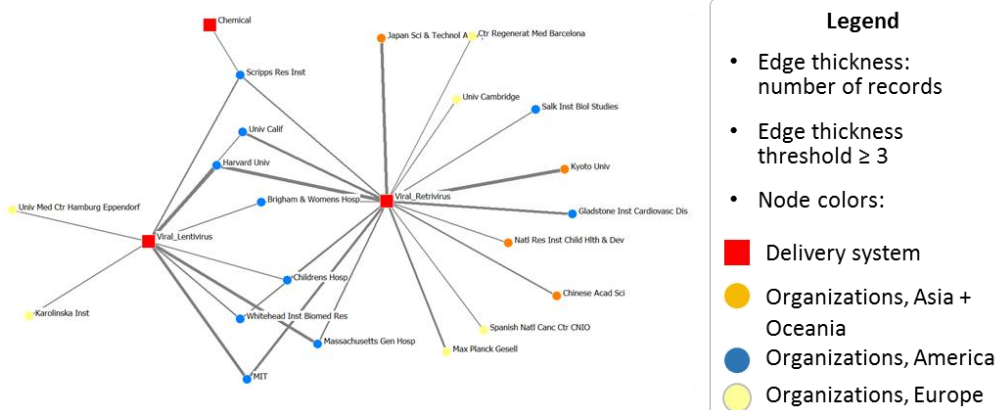 Chemical
Japan Sci & Technol A
Ctr Regenerat Med Barcelona
Scripps Res Inst
Univ Cambridge
Salk Inst Biol Studies
Univ Calif
Harvard Univ
Kyoto Univ
Viral_Retrivirus
Brigham & Womens Hosp
Univ Med Ctr Hamburg Eppendorf
Gladstone Inst Cardiovasc Dis
Viral_Lentivirus
Natl Res Inst Child Hlth & Dev
Childrens Hosp
Chinese Acad Sci
Karolinska Inst
Whitehead Inst Biomed Res
Spanish Natl Canc Ctr CNIO
Massachusetts Gen Hosp
Max Planck Gesell
MIT
Legend
• Edge thickness:
number of records
• Edge thickness
threshold ≥ 3
• Node colors:
Delivery system
Organizations, Asia +
Oceania
Organizations, America
Organizations, Europe